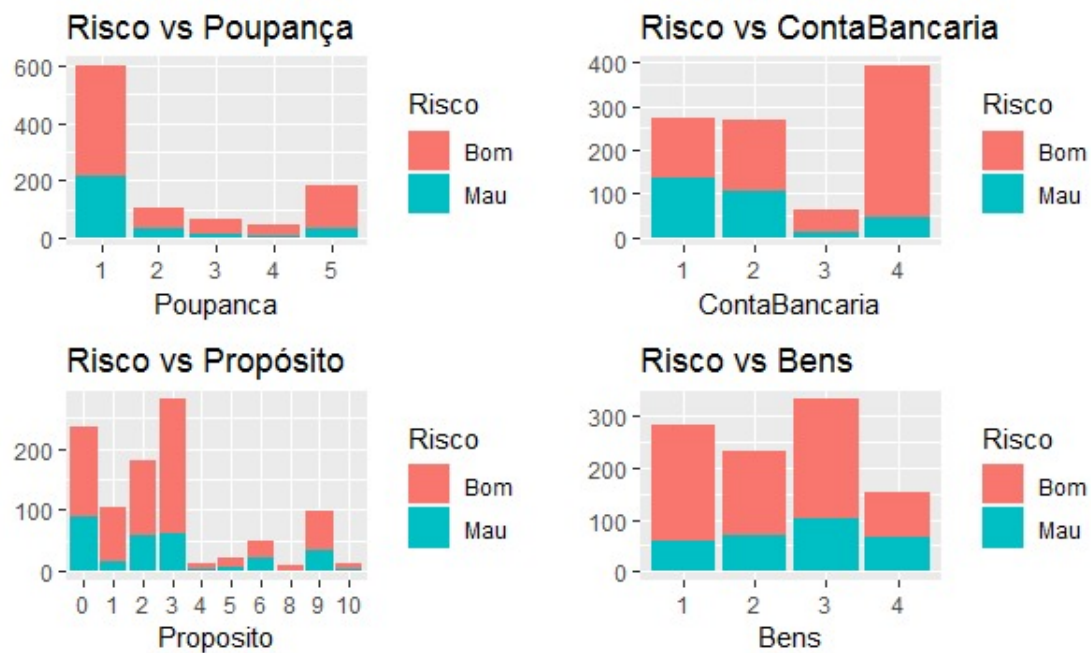 Risco vs Poupança
600
400
200
0
1 2 3 4 5
Poupanca
Risco
Bom
Mau
Risco vs ContaBancaria
400
300
200
100
0
1 2 3 4
ContaBancaria
Risco
Bom
Mau
Risco vs Propósito
200
100
0
0 1 2 3 4 5 6 8 9 10
Proposito
Risco
Bom
Mau
Risco vs Bens
300
200
100
0
1 2 3 4
Bens
Risco
Bom
Mau